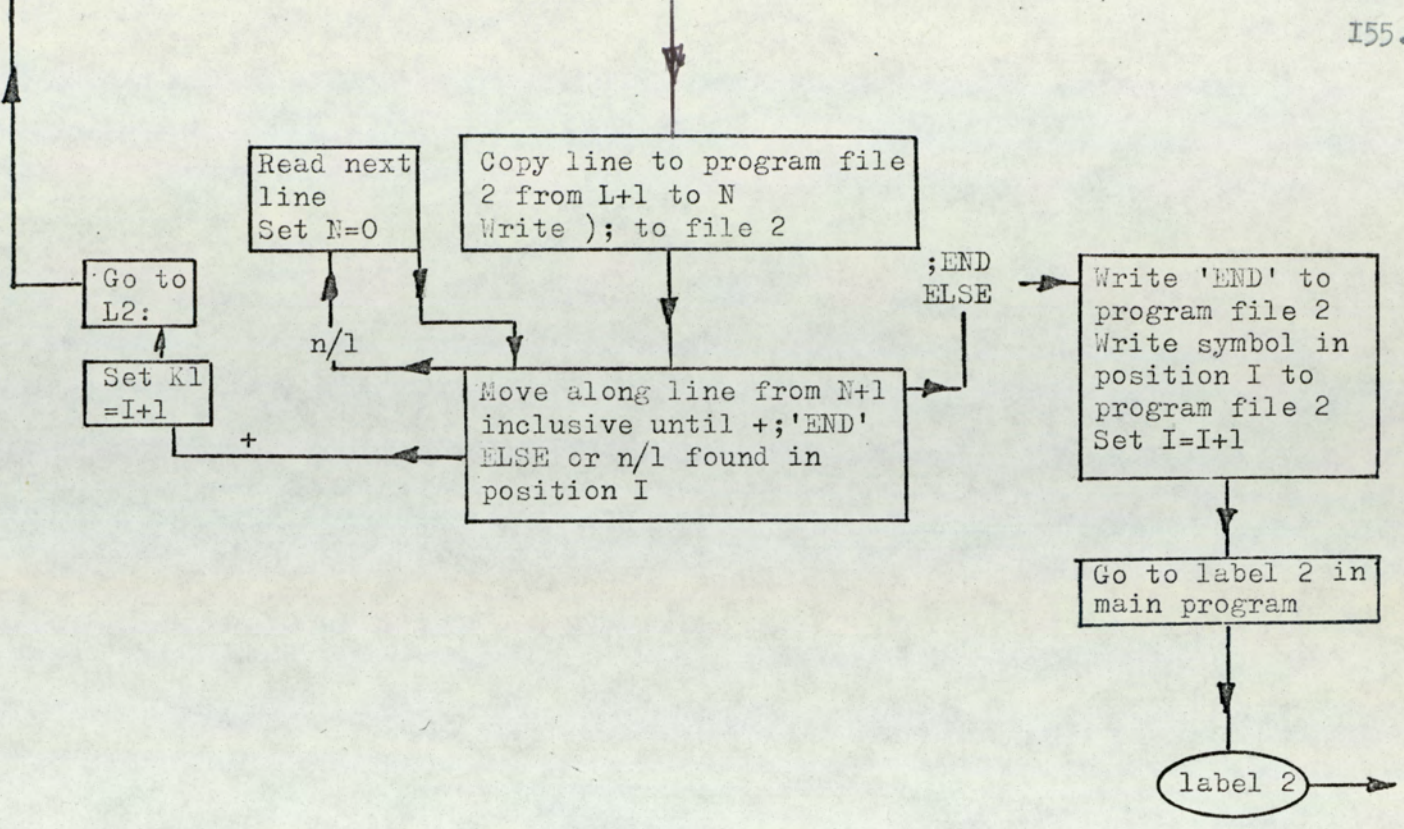 I55.
Read next
line
Set N=0
Copy line to program file
2 from L+1 to N
Write ); to file 2
;END
ELSE
Write 'END' to
program file 2
Write symbol in
position I to
program file 2
Set I=I+1
Go to
L2:
n/l
Set K1
=I+1
+
Move along line from N+1
inclusive until +;'END'
ELSE or n/l found in
position I
Go to label 2 in
main program
label 2